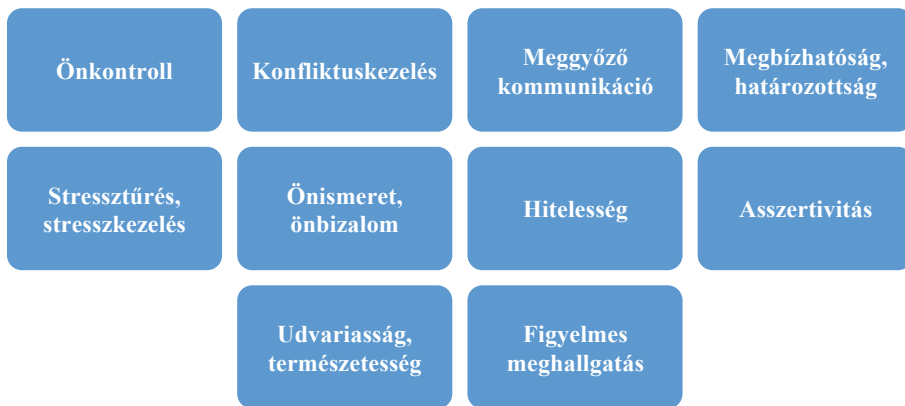 Önkontroll
Konfliktuskezelés
Meggyőző
kommunikáció
Megbízhatóság,
határozottság
Stressztűrés,
stresszkezelés
Önismeret,
önbizalom
Hitelesség
Asszertivitás
Udvariasság,
természetesség
Figyelmes
meghallgatás